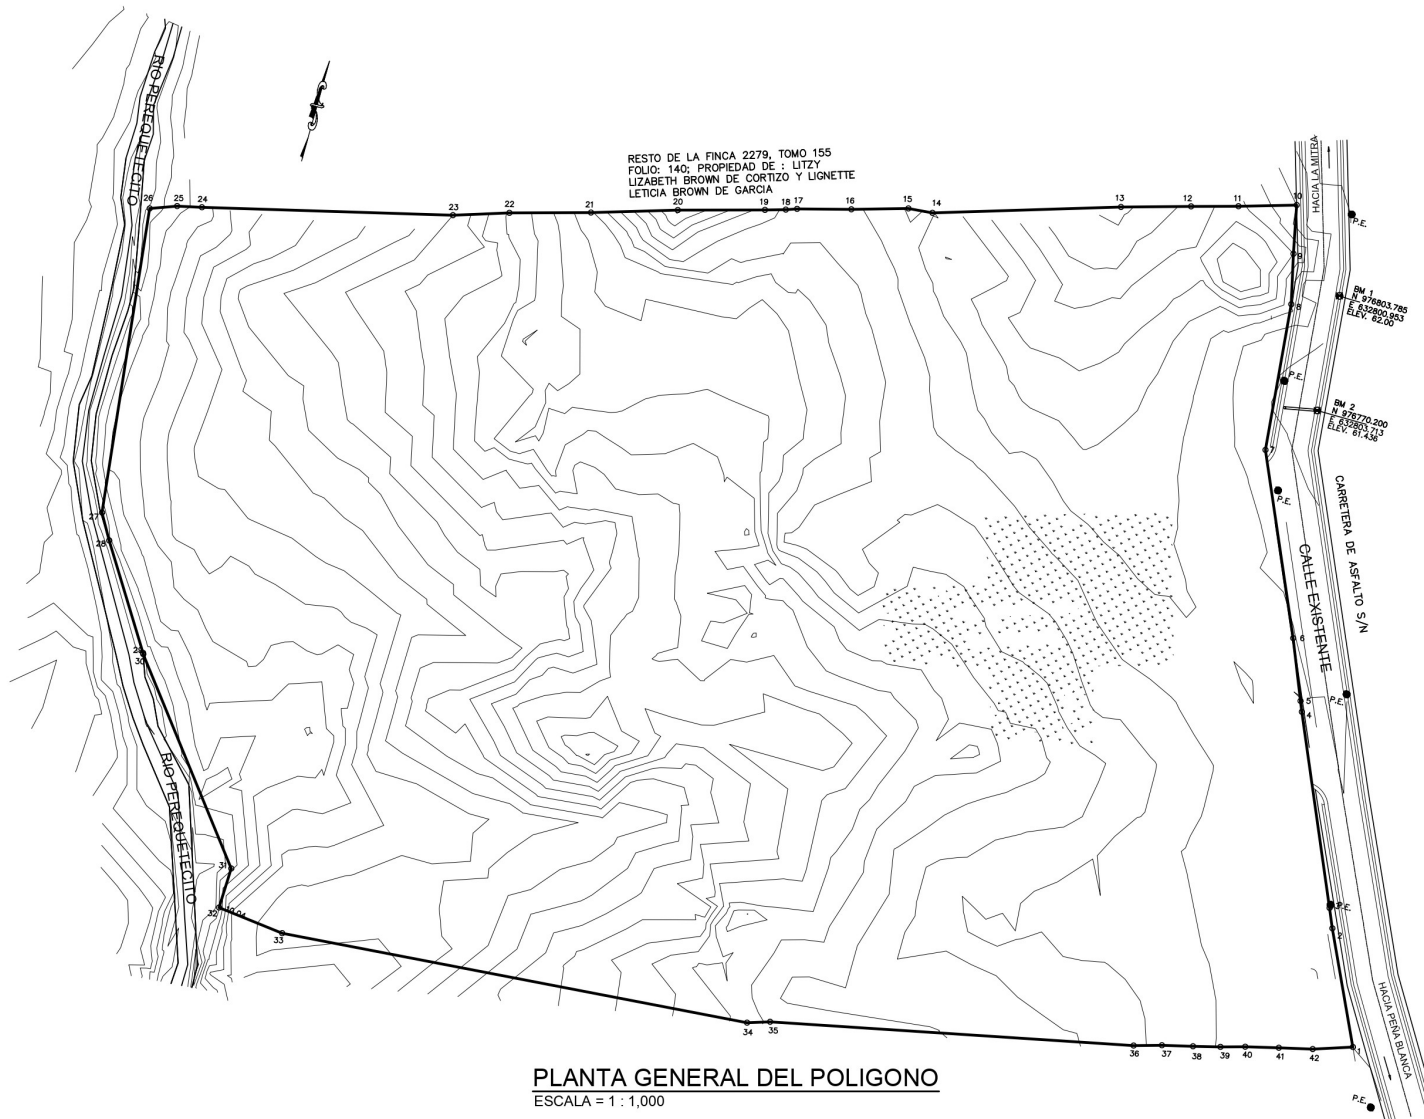 RIO PEREQUETECITO
RESTO DE LA FINCA 2279, TOMO 155
FOLIO: 140; PROPIEDAD DE : LITZY
LIZABETH BROWN DE CORTIZO Y LIGNETTE
LETICIA BROWN DE GARCIA
HACIA LA MITRA
26
25
24
23
22
21
20
19
18
17
16
15
14
13
12
11
10
P.E.
9
8
BM 1
N 976803.785
E 632800.953
ELEV. 62.00
P.E.
BM 2
N 976770.200
E 632803.713
ELEV. 61.436
7
P.E.
CARRETERA DE ASFALTO S/N
CALLE EXISTENTE
27
28
29
30
6
5
4
P.E.
RIO PEREQUETECITO
31
32
10.04
33
3
P.E.
2
HACIA PEÑA BLANCA
34
35
36
37
38
39
40
41
42
1
P.E.
PLANTA GENERAL DEL POLIGONO
ESCALA = 1 : 1,000